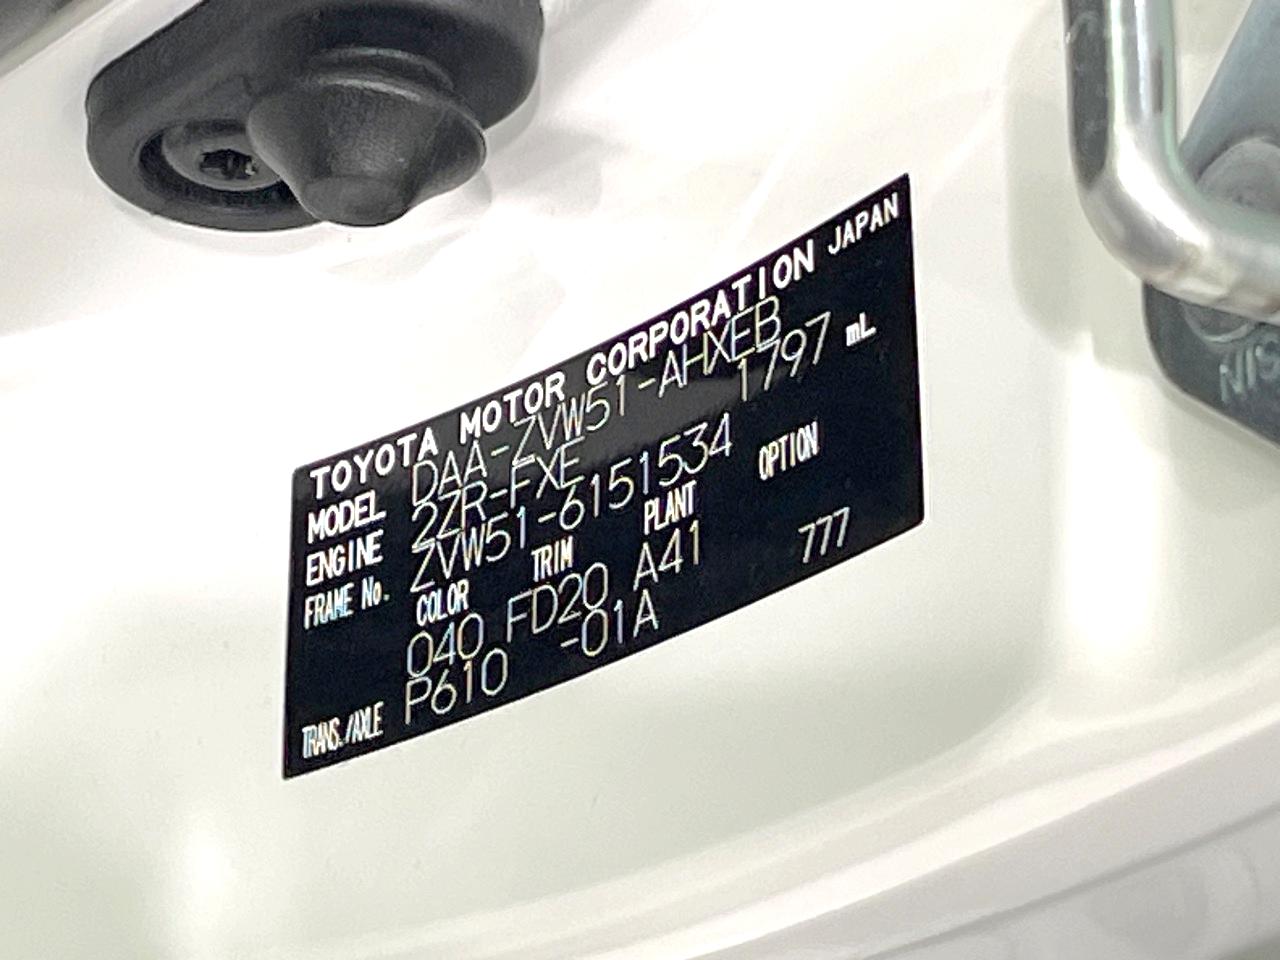 TOYOTA MOTOR CORPORATION JAPAN
MODEL DAA-ZVW51-AHXEB
ENGINE 2ZR-FXE 1797 mL
FRAME No. ZVW51-6151534
COLOR TRIM PLANT OPTION
040 FD20 A41 777
TRANS./AXLE P610 -01A